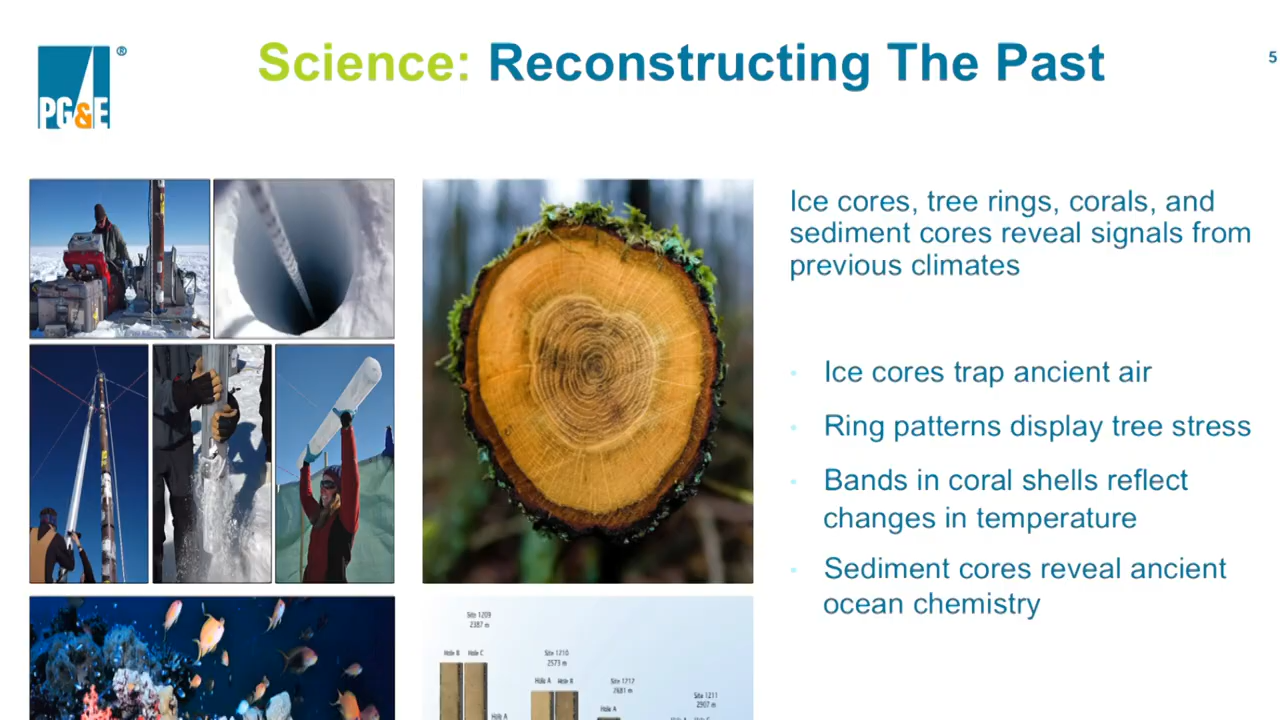 PG&E ®
Science: Reconstructing The Past
5
Ice cores, tree rings, corals, and
sediment cores reveal signals from
previous climates
· Ice cores trap ancient air
· Ring patterns display tree stress
· Bands in coral shells reflect
changes in temperature
· Sediment cores reveal ancient
ocean chemistry
Site 1209
2387 m
Hole B Hole C
Site 1210
2573 m
Hole A Hole B
Site 1217
2681 m
Hole A
Site 1211
2907 m
Hole A